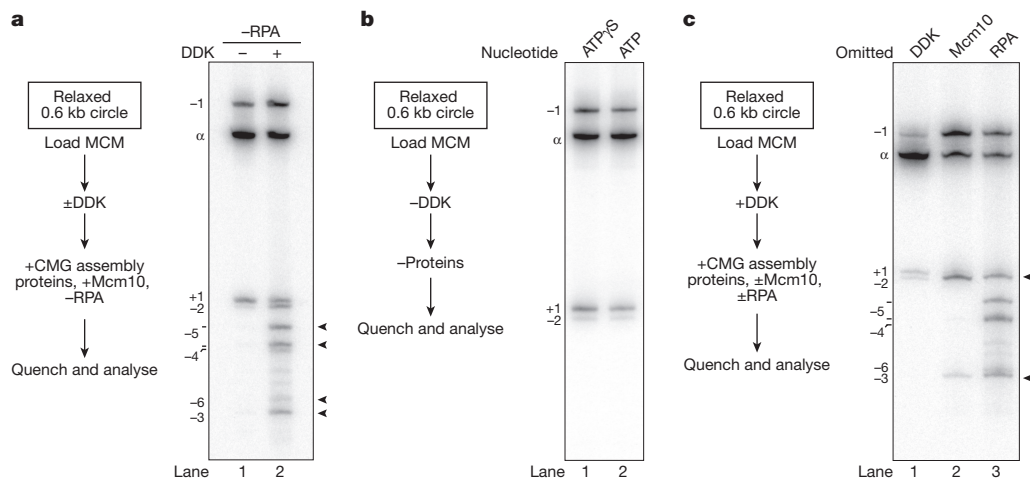 a
–RPA
DDK – +
Relaxed
0.6 kb circle
Load MCM
±DDK
+CMG assembly
proteins, +Mcm10,
–RPA
Quench and analyse
–1
α
+1
–2
–5
–4
–6
–3
Lane 1 2
b
Nucleotide ATPγS ATP
Relaxed
0.6 kb circle
Load MCM
–DDK
–Proteins
Quench and analyse
–1
α
+1
–2
Lane 1 2
c
Omitted DDK Mcm10 RPA
Relaxed
0.6 kb circle
Load MCM
+DDK
+CMG assembly
proteins, ±Mcm10,
±RPA
Quench and analyse
–1
α
+1
–2
–5
–4
–6
–3
Lane 1 2 3